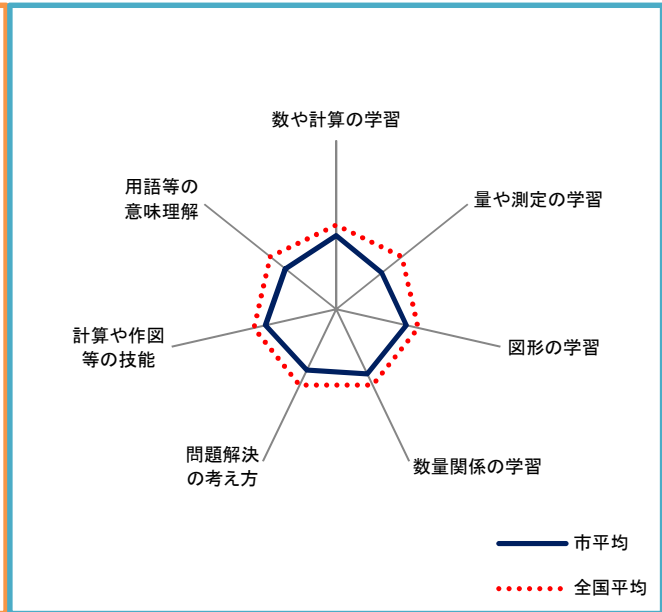 数や計算の学習
量や測定の学習
図形の学習
数量関係の学習
問題解決
の考え方
計算や作図
等の技能
用語等の
意味理解
市平均
全国平均